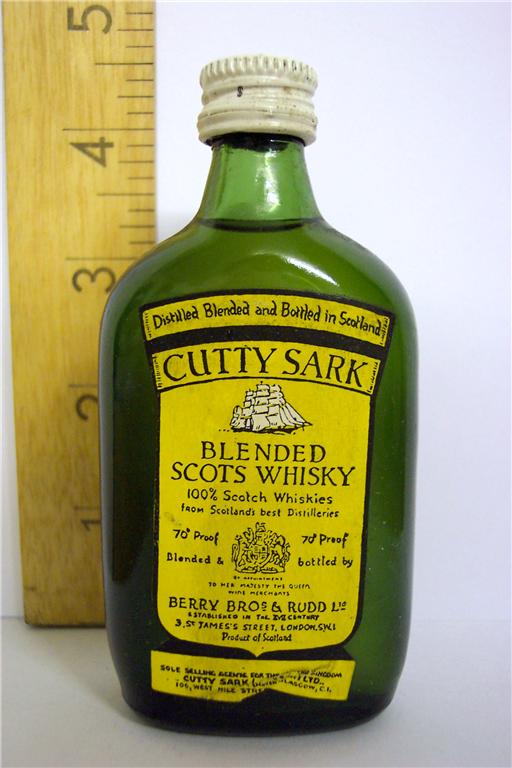 5
4
3
2
1
Distilled Blended and Bottled in Scotland
CUTTY SARK
BLENDED
SCOTS WHISKY
100% Scotch Whiskies
FROM Scotland's best Distilleries
70° Proof 70° Proof
Blended & bottled by
BY APPOINTMENT
TO HER MAJESTY THE QUEEN
WINE MERCHANTS
BERRY BROS & RUDD LTD
ESTABLISHED IN THE XVII CENTURY
3, ST JAMES'S STREET, LONDON, S.W.1
Product of Scotland
SOLE SELLING AGENTS FOR THE KINGDOM
CUTTY SARK LTD.,
106, WEST NILE GLASGOW, C.1.